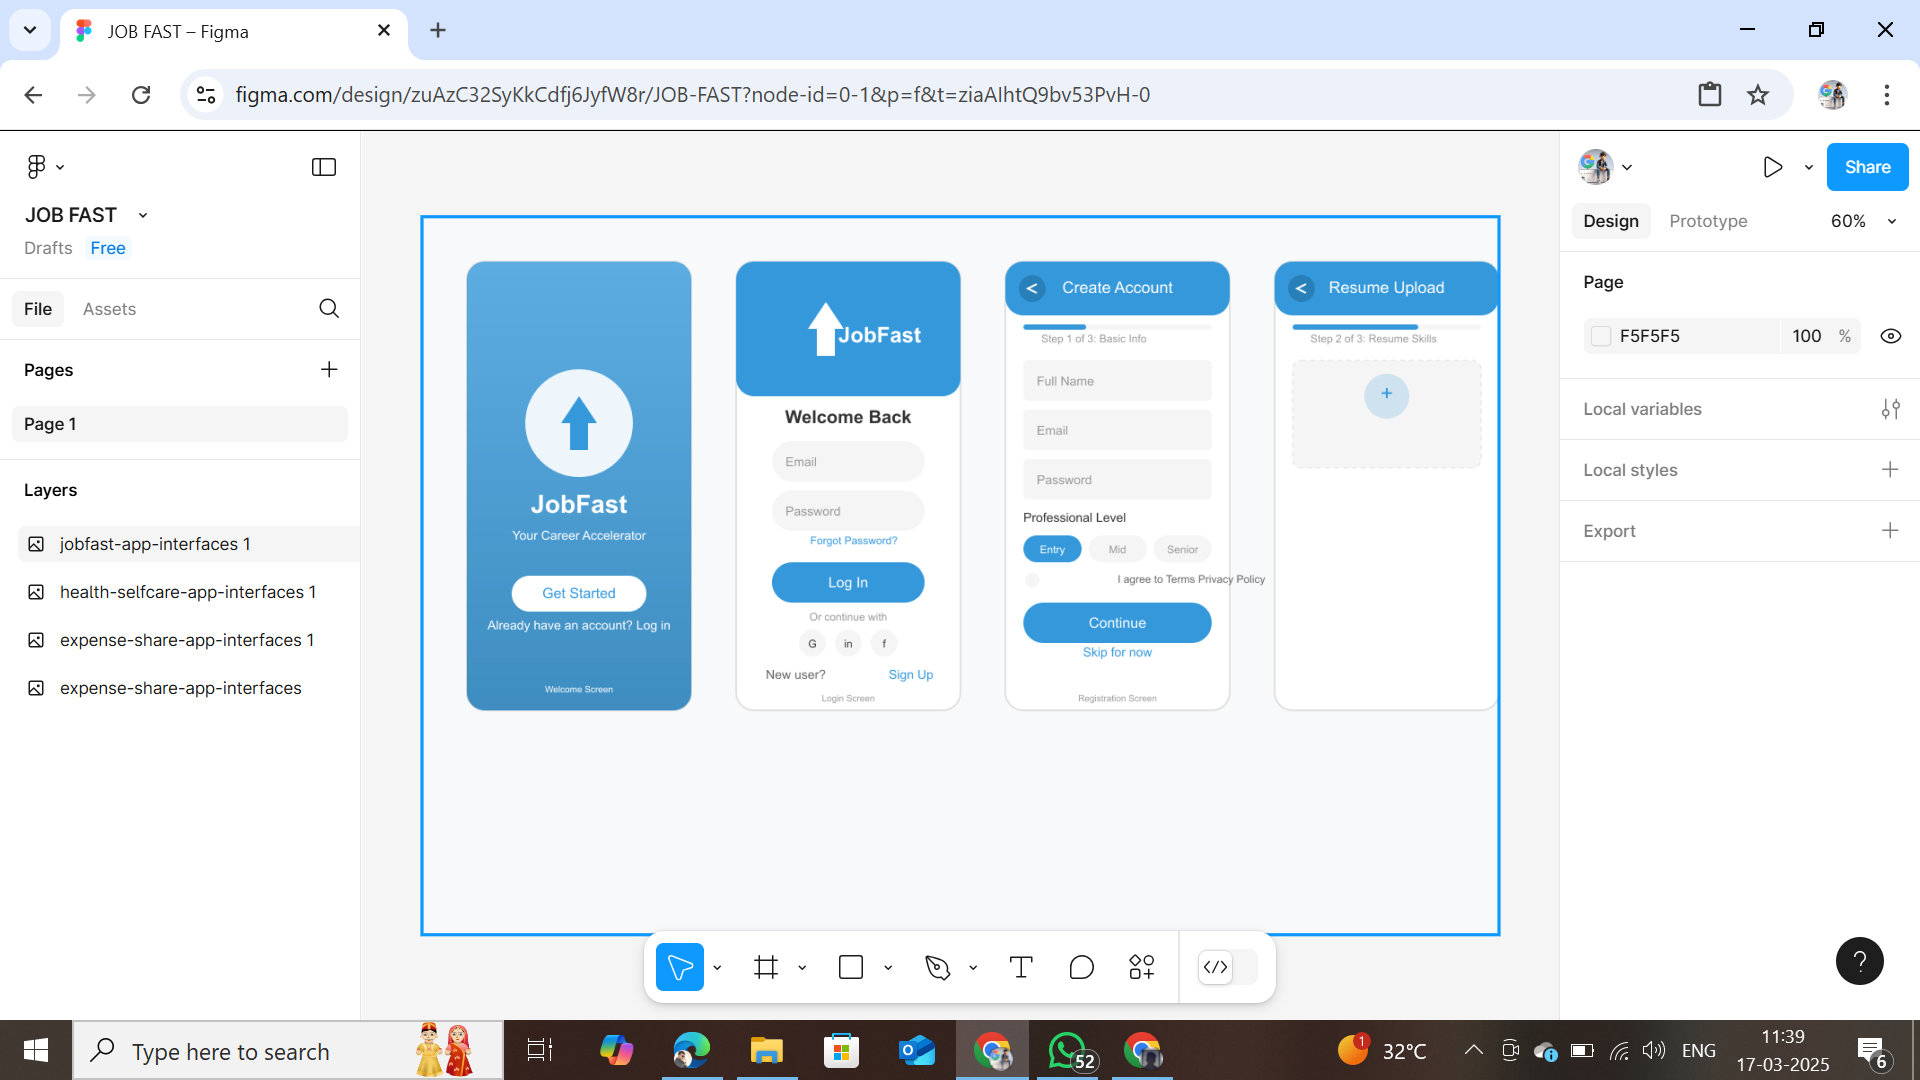 JOB FAST – Figma
figma.com/design/zuAzC32SyKkCdfj6JyfW8r/JOB-FAST?node-id=0-1&p=f&t=ziaAIhtQ9bv53PvH-0
JOB FAST
Drafts Free
File Assets
Pages
Page 1
Layers
jobfast-app-interfaces 1
health-selfcare-app-interfaces 1
expense-share-app-interfaces 1
expense-share-app-interfaces
JobFast
Your Career Accelerator
Get Started
Already have an account? Log in
Welcome Screen
JobFast
Welcome Back
Email
Password
Forgot Password?
Log In
Or continue with
G in f
New user? Sign Up
Login Screen
< Create Account
Step 1 of 3: Basic Info
Full Name
Email
Password
Professional Level
Entry Mid Senior
I agree to Terms Privacy Policy
Continue
Skip for now
Registration Screen
< Resume Upload
Step 2 of 3: Resume Skills
+
Share
Design Prototype 60%
Page
F5F5F5 100 %
Local variables
Local styles
Export
?
Type here to search
52
1
32°C
ENG
11:39
17-03-2025
6